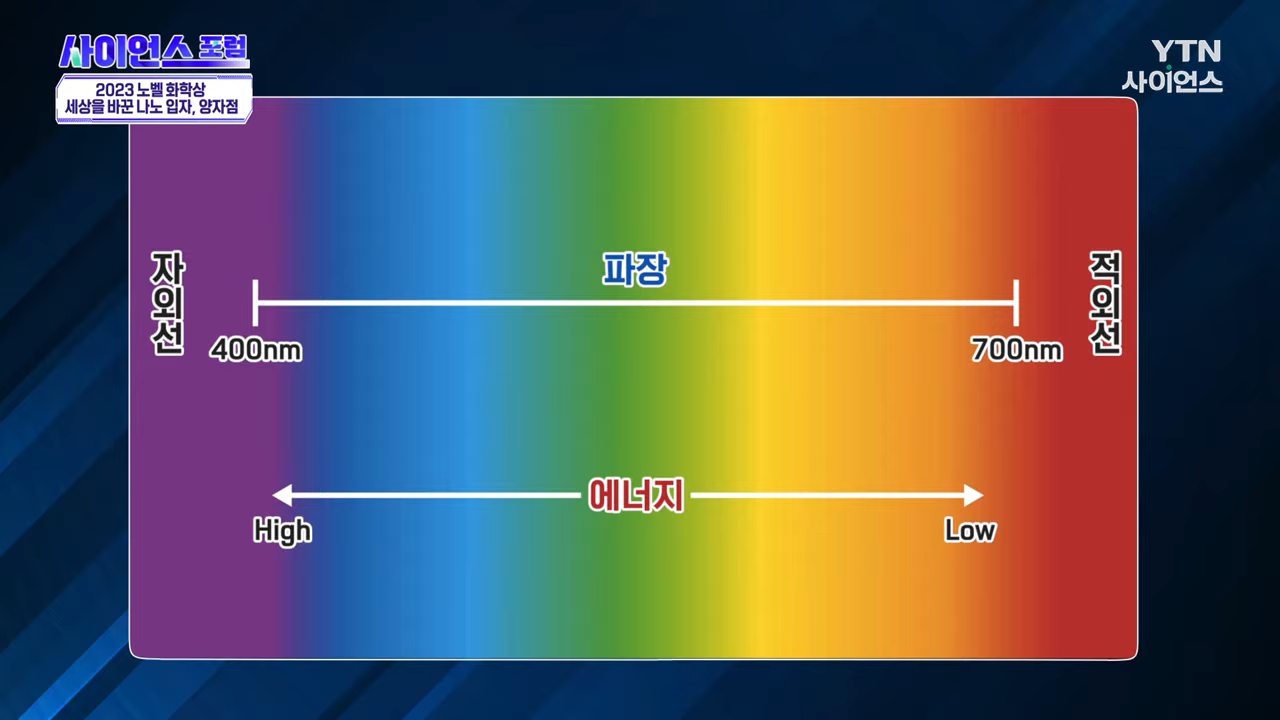 사이언스 포럼
2023 노벨 화학상
세상을 바꾼 나노 입자, 양자점
YTN
사이언스
자외선
파장
적외선
400nm
700nm
에너지
High
Low